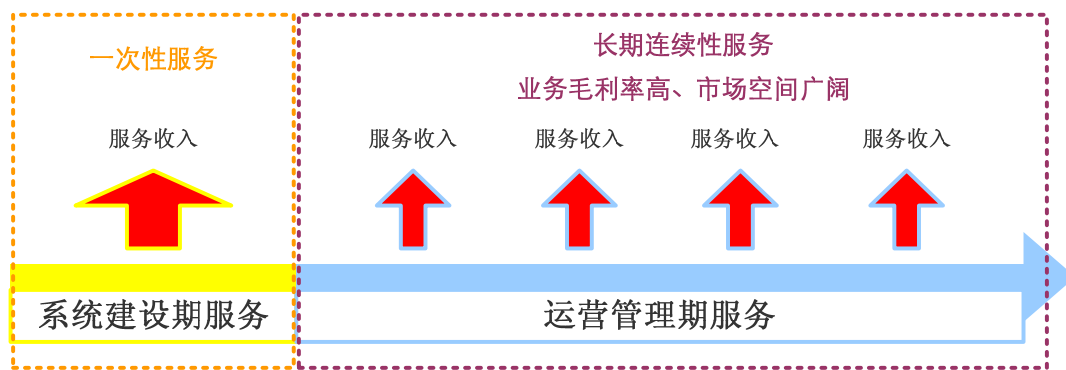 一次性服务
长期连续性服务
业务毛利率高、市场空间广阔
服务收入
服务收入
服务收入
服务收入
服务收入
系统建设期服务
运营管理期服务